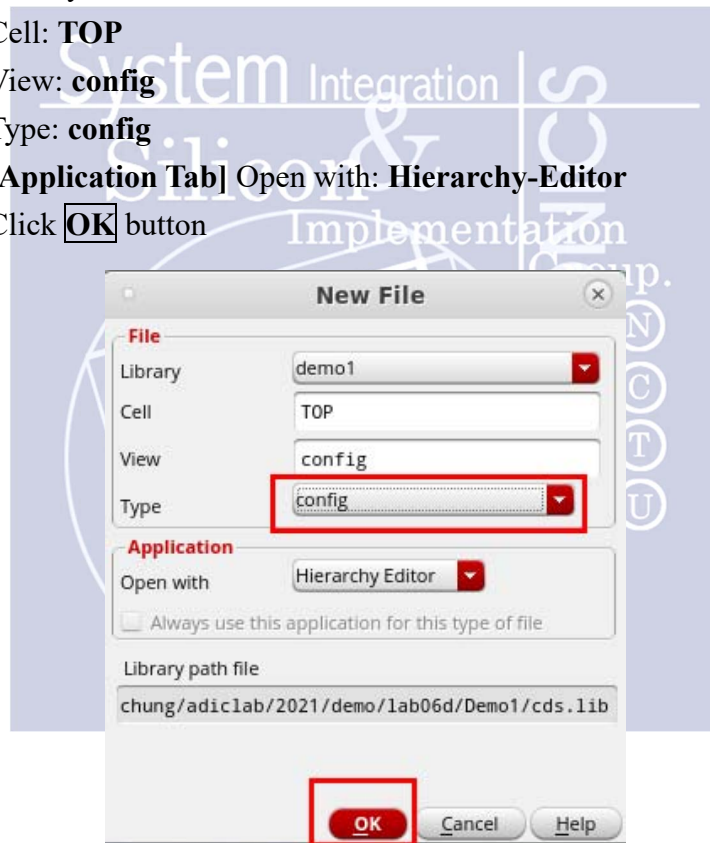 Cell: TOP
View: config
Type: config
[Application Tab] Open with: Hierarchy-Editor
Click OK button
System Integration
&
Silicon
Implementation
Group.
N
C
T
U
New File
File
Library demo1
Cell TOP
View config
Type config
Application
Open with Hierarchy Editor
Always use this application for this type of file
Library path file
chung/adiclab/2021/demo/lab06d/Demo1/cds.lib
OK Cancel Help